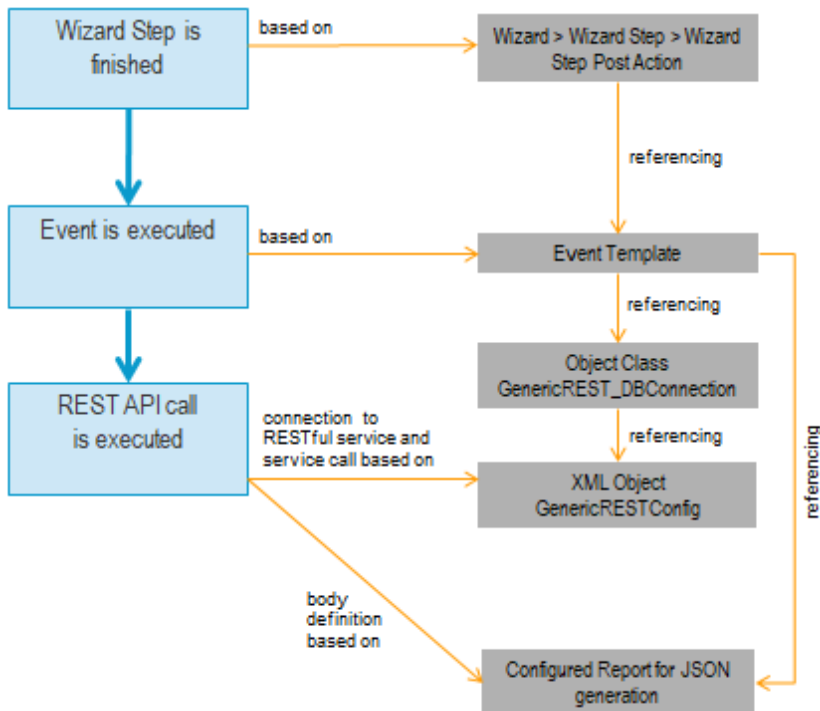 Wizard Step is
finished
based on
Wizard > Wizard Step > Wizard
Step Post Action
referencing
Event is executed
based on
Event Template
referencing
Object Class
GenericREST_DBConnection
REST API call
is executed
connection to
RESTful service and
service call based on
referencing
XML Object
GenericRESTConfig
referencing
body
definition
based on
Configured Report for JSON
generation